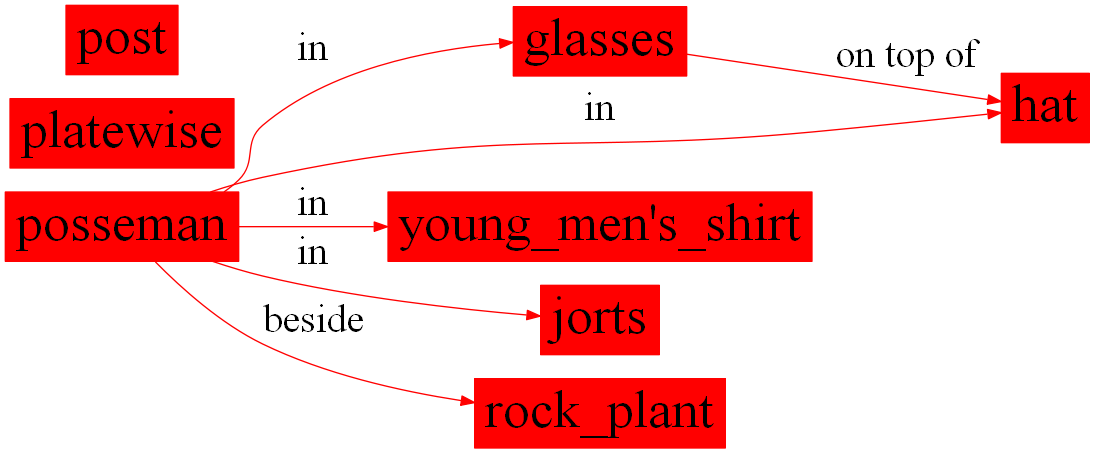 post
platewise
posseman
in
glasses
on top of
hat
in
in
young_men's_shirt
in
jorts
beside
rock_plant